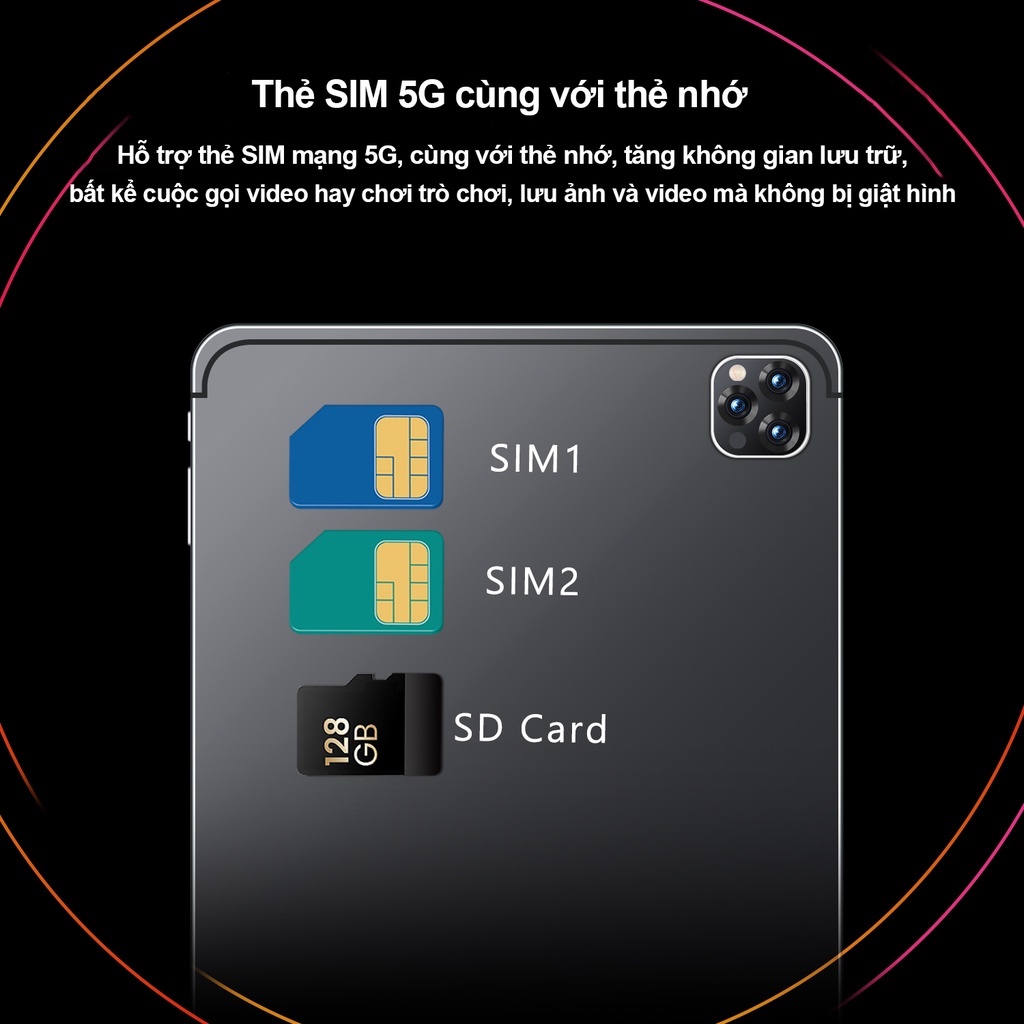 Thẻ SIM 5G cùng với thẻ nhớ
Hỗ trợ thẻ SIM mạng 5G, cùng với thẻ nhớ, tăng không gian lưu trữ,
bất kể cuộc gọi video hay chơi trò chơi, lưu ảnh và video mà không bị giật hình
SIM1
SIM2
128
GB
SD Card